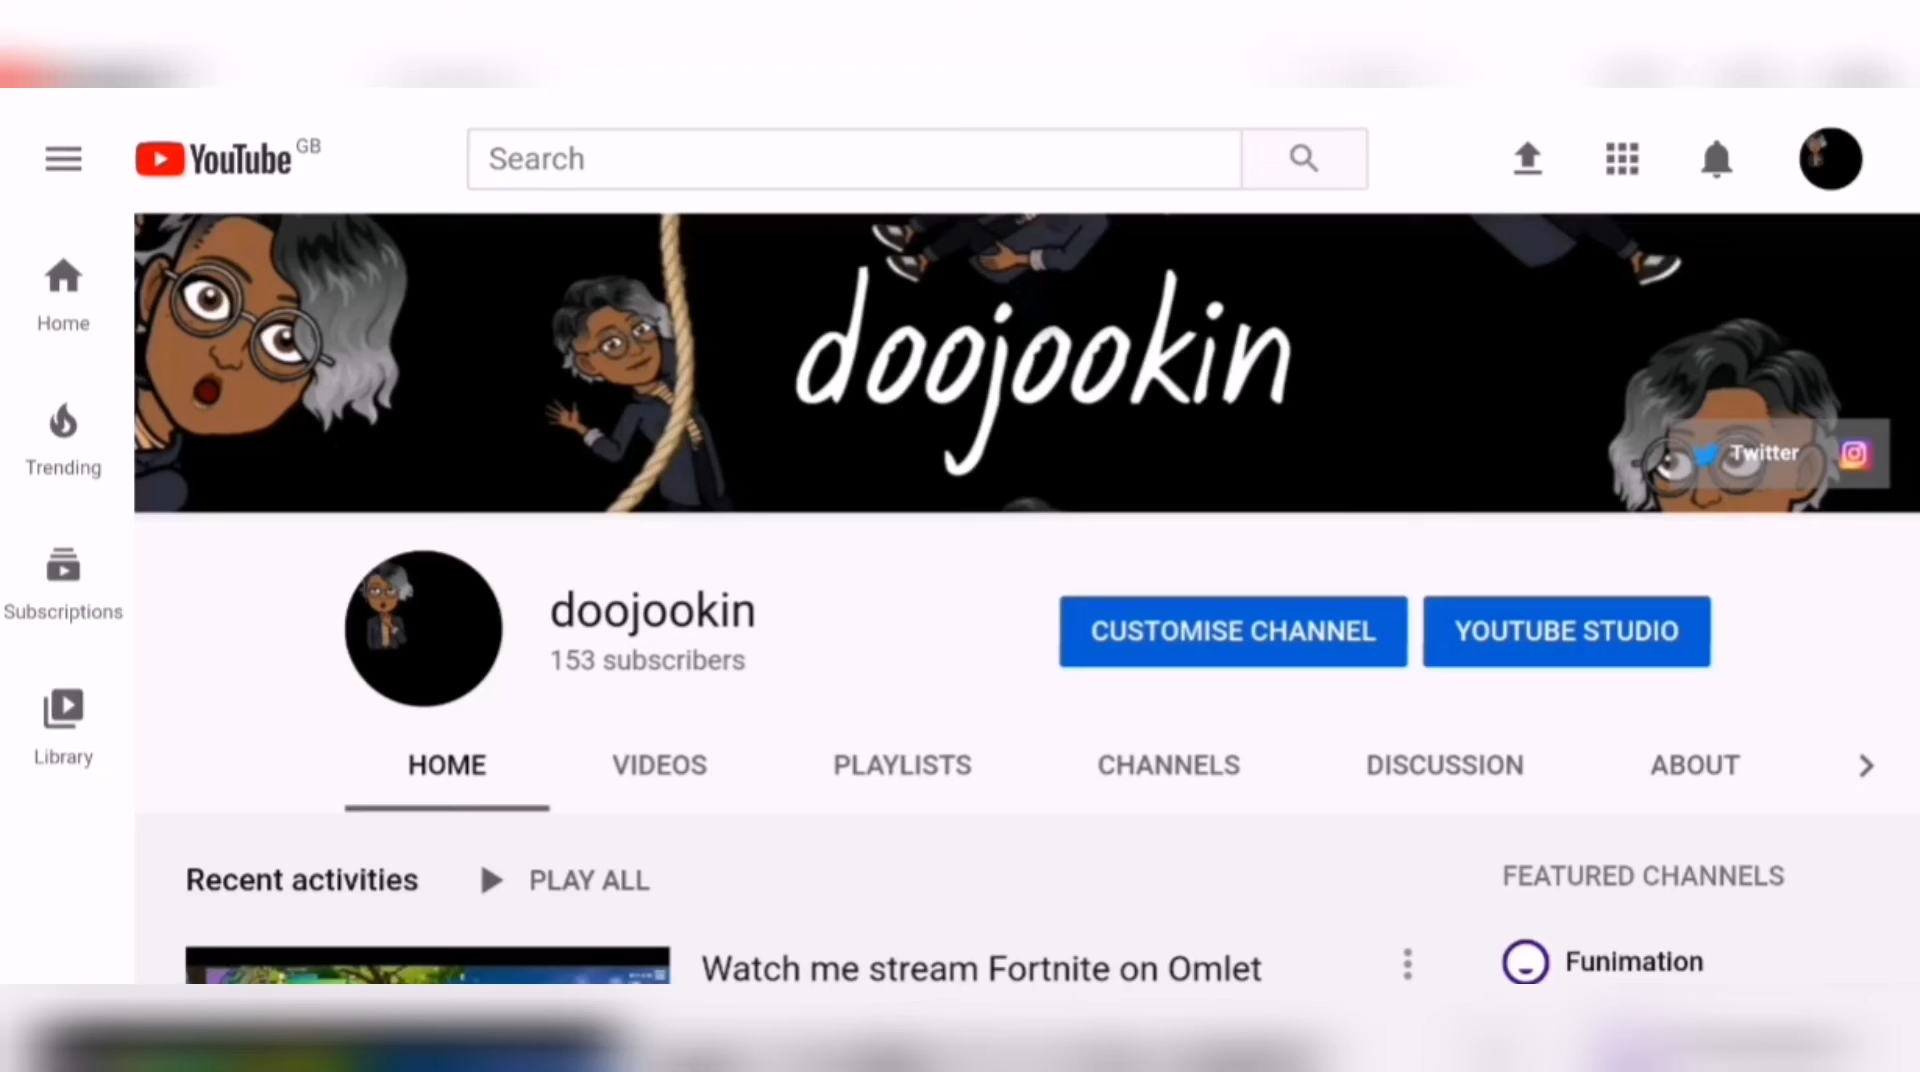 YouTube GB
Search
Home
Trending
Subscriptions
Library
doojookin
Twitter
doojookin
153 subscribers
CUSTOMISE CHANNEL
YOUTUBE STUDIO
HOME
VIDEOS
PLAYLISTS
CHANNELS
DISCUSSION
ABOUT
Recent activities
PLAY ALL
FEATURED CHANNELS
Watch me stream Fortnite on Omlet
Funimation